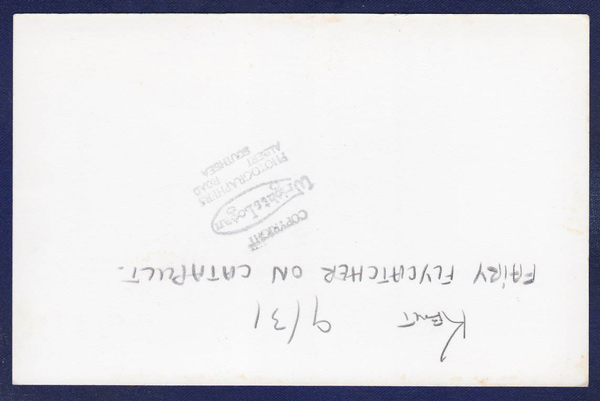 KENT 9/31
FAIRY FLYCATCHER ON CATAPULT.
COPYRIGHT
Wright & Logan
PHOTOGRAPHERS
ALBERT ROAD
SOUTHSEA